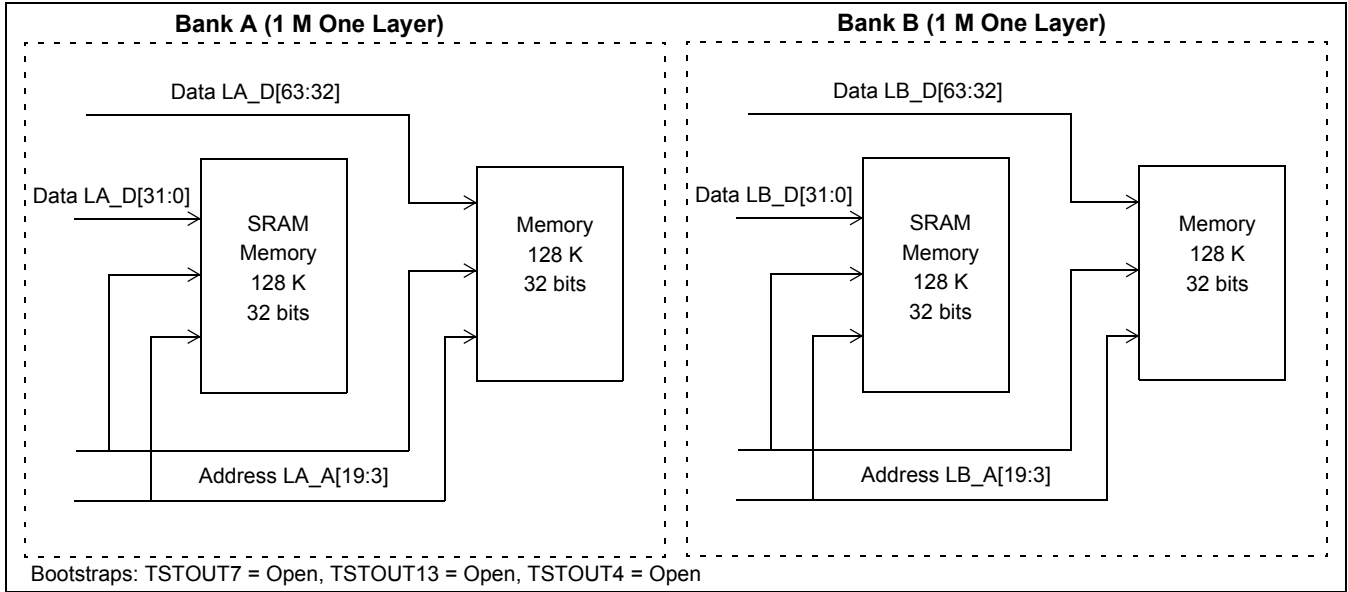 Bank A (1 M One Layer)
Data LA_D[63:32]
Data LA_D[31:0]
SRAM
Memory
128 K
32 bits
Memory
128 K
32 bits
Address LA_A[19:3]
Bank B (1 M One Layer)
Data LB_D[63:32]
Data LB_D[31:0]
SRAM
Memory
128 K
32 bits
Memory
128 K
32 bits
Address LB_A[19:3]
Bootstraps: TSTOUT7 = Open, TSTOUT13 = Open, TSTOUT4 = Open